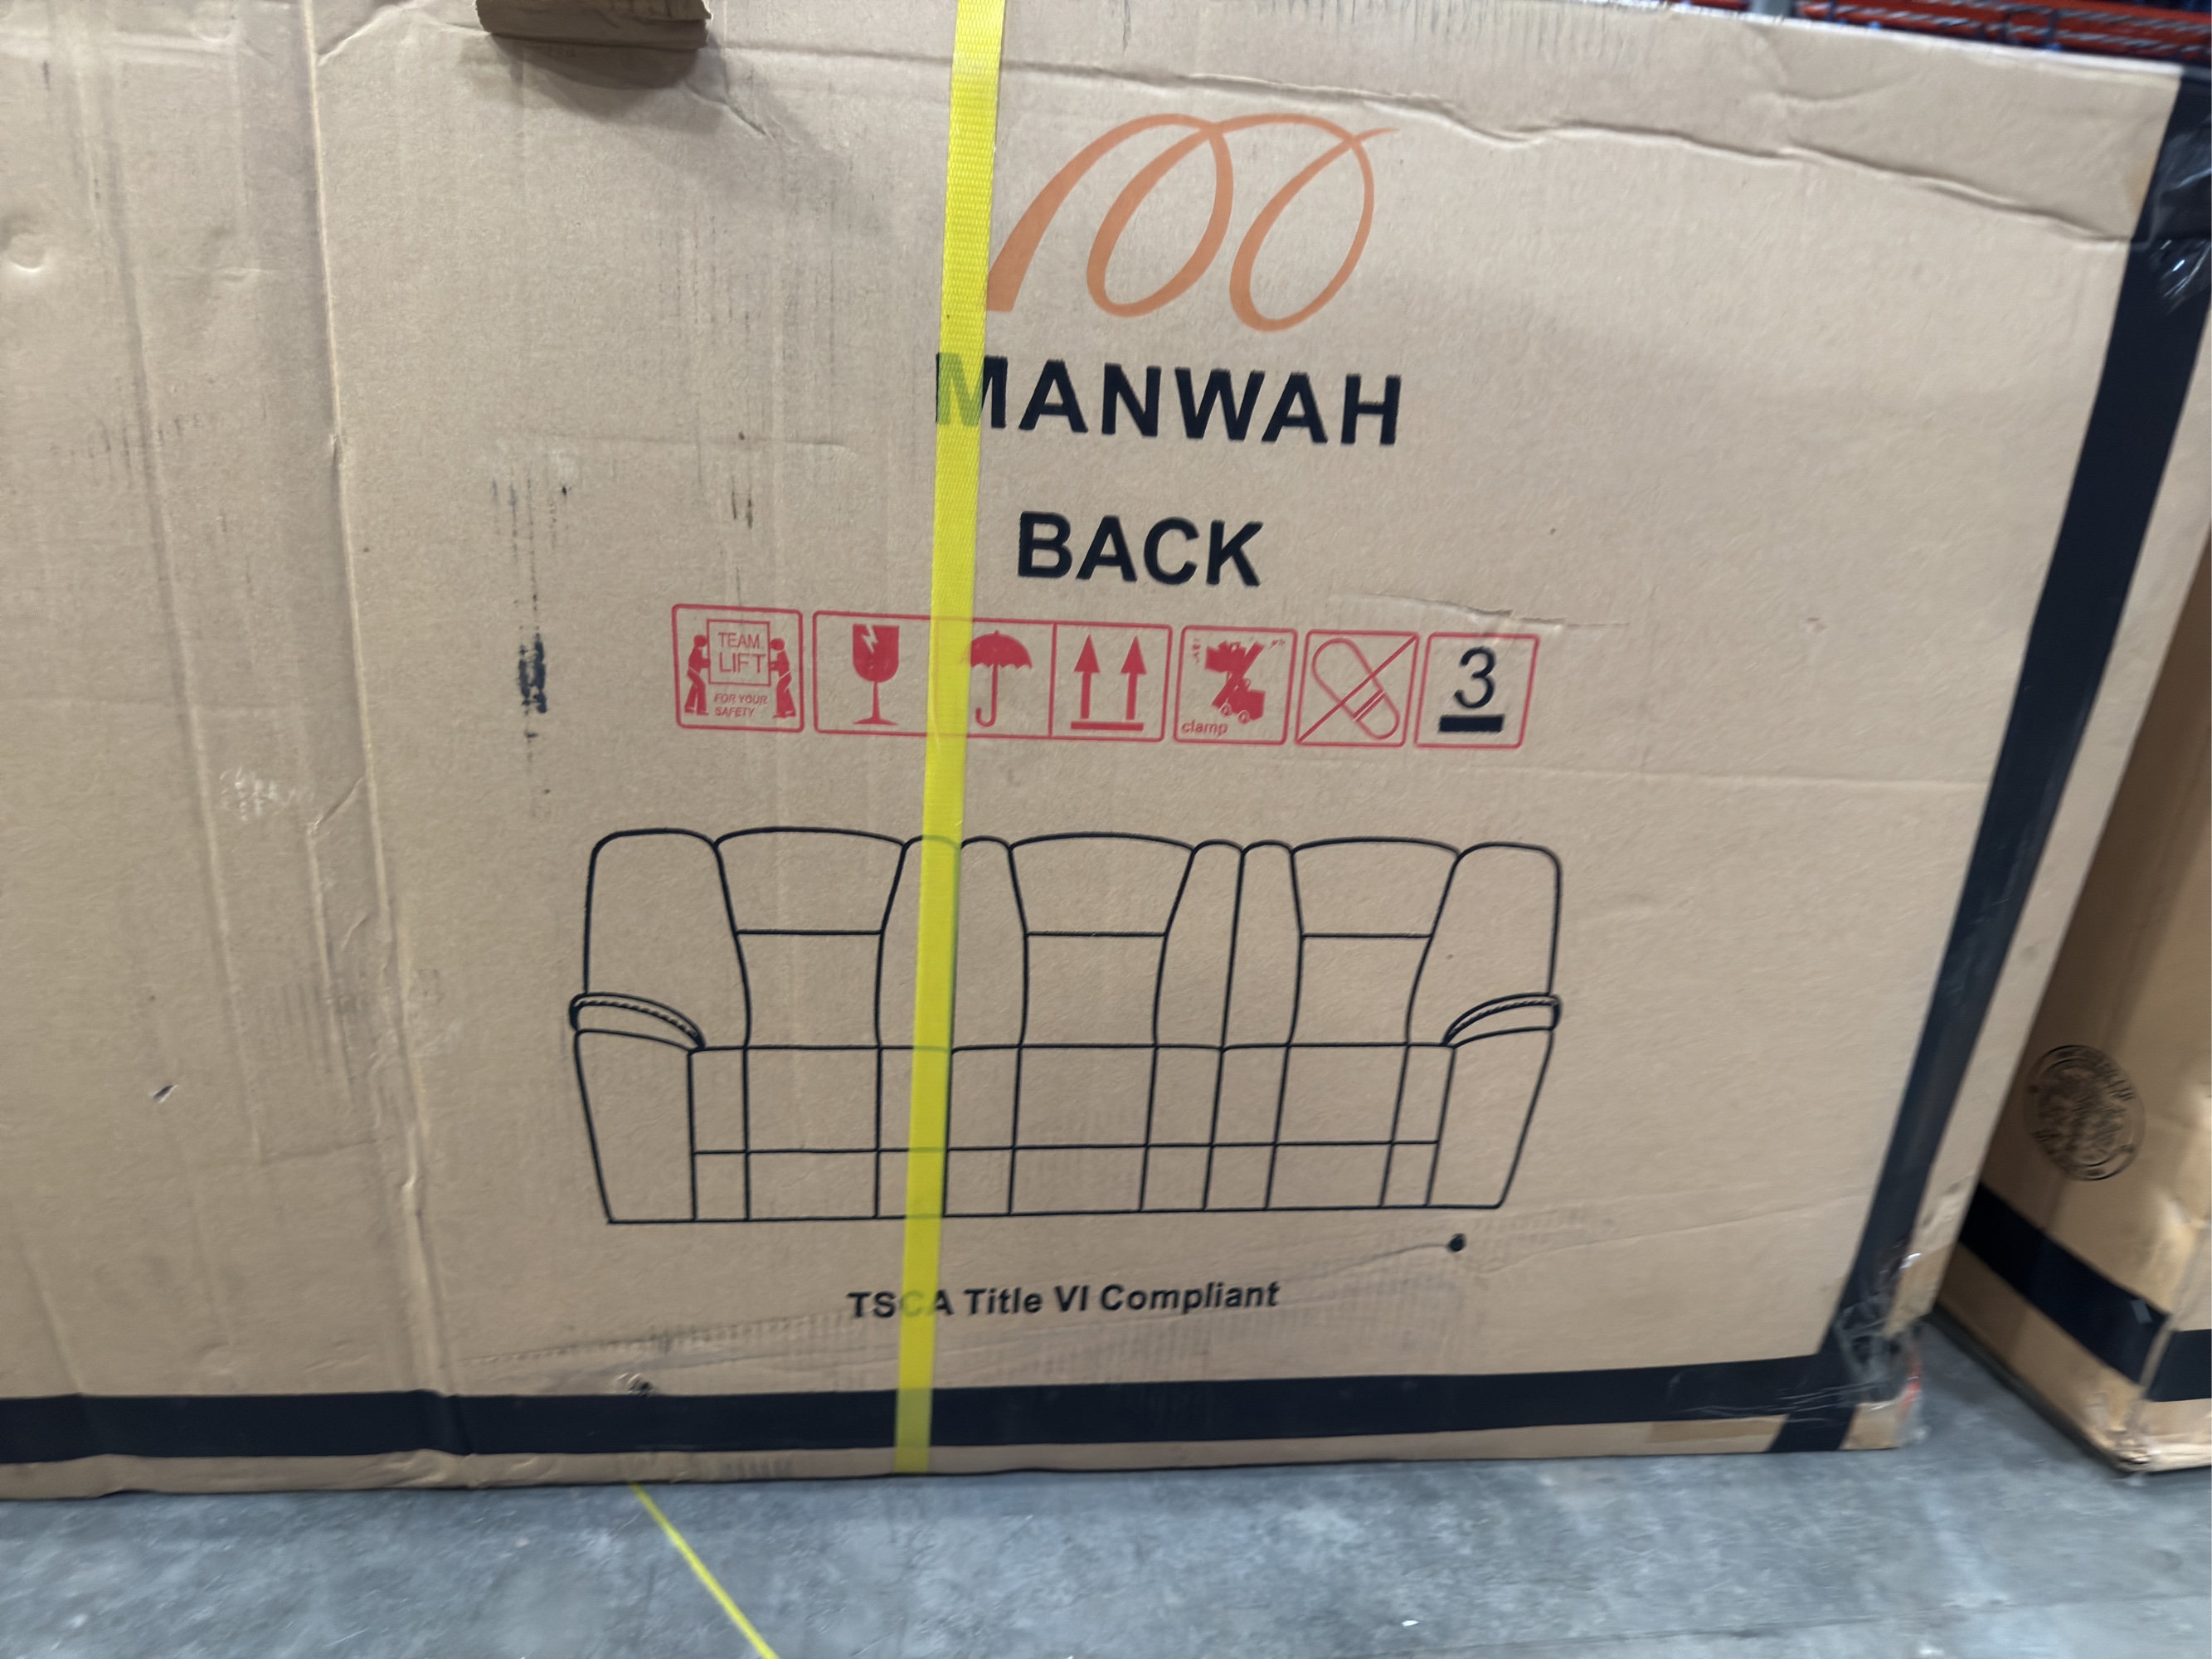 MANWAH
BACK
TEAM
LIFT
FOR YOUR
SAFETY
clamp
3
TSCA Title VI Compliant